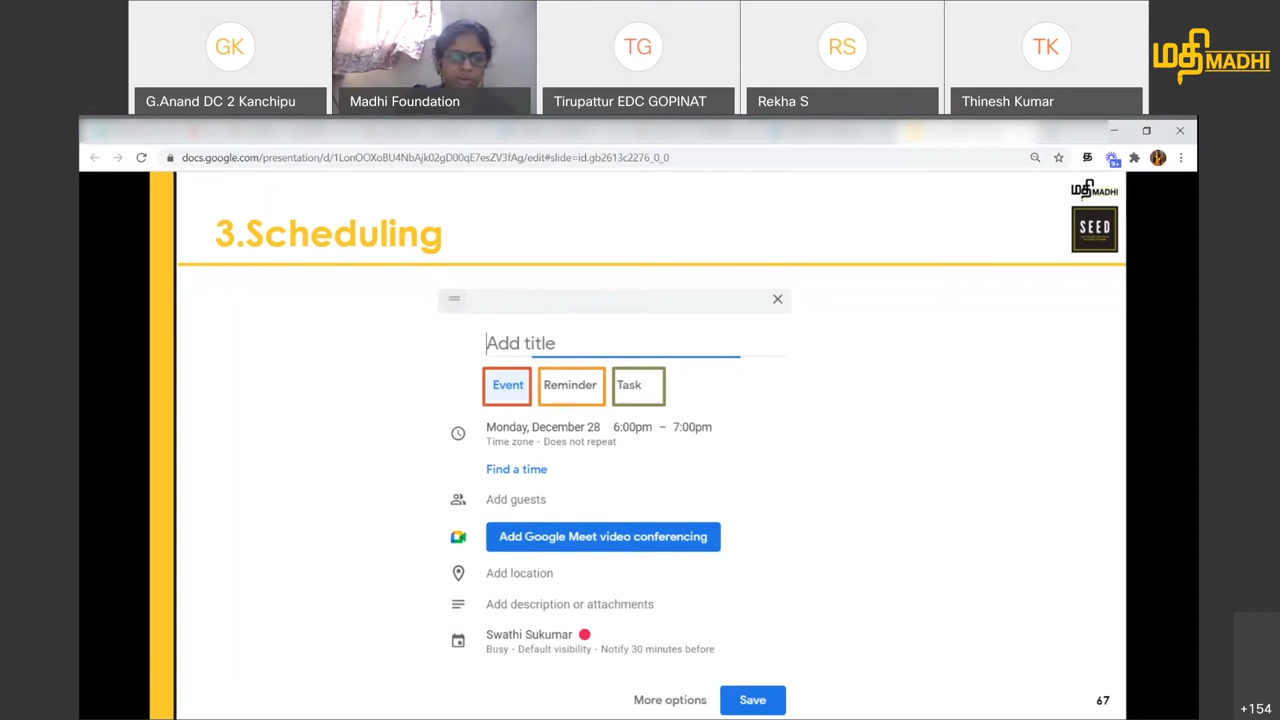 GK
TG
RS
TK
G.Anand DC 2 Kanchipu
Madhi Foundation
Tirupattur EDC GOPINAT
Rekha S
Thinesh Kumar
மதி MADHI
docs.google.com/presentation/d/1LonOOXoBU4NbAjk02gD00qE7esZV3fAg/edit#slide=id.gb2613c2276_0_0
மதி MADHI
SEED
3.Scheduling
Add title
Event Reminder Task
Monday, December 28 6:00pm – 7:00pm
Time zone - Does not repeat
Find a time
Add guests
Add Google Meet video conferencing
Add location
Add description or attachments
Swathi Sukumar
Busy - Default visibility - Notify 30 minutes before
More options Save
67
+154